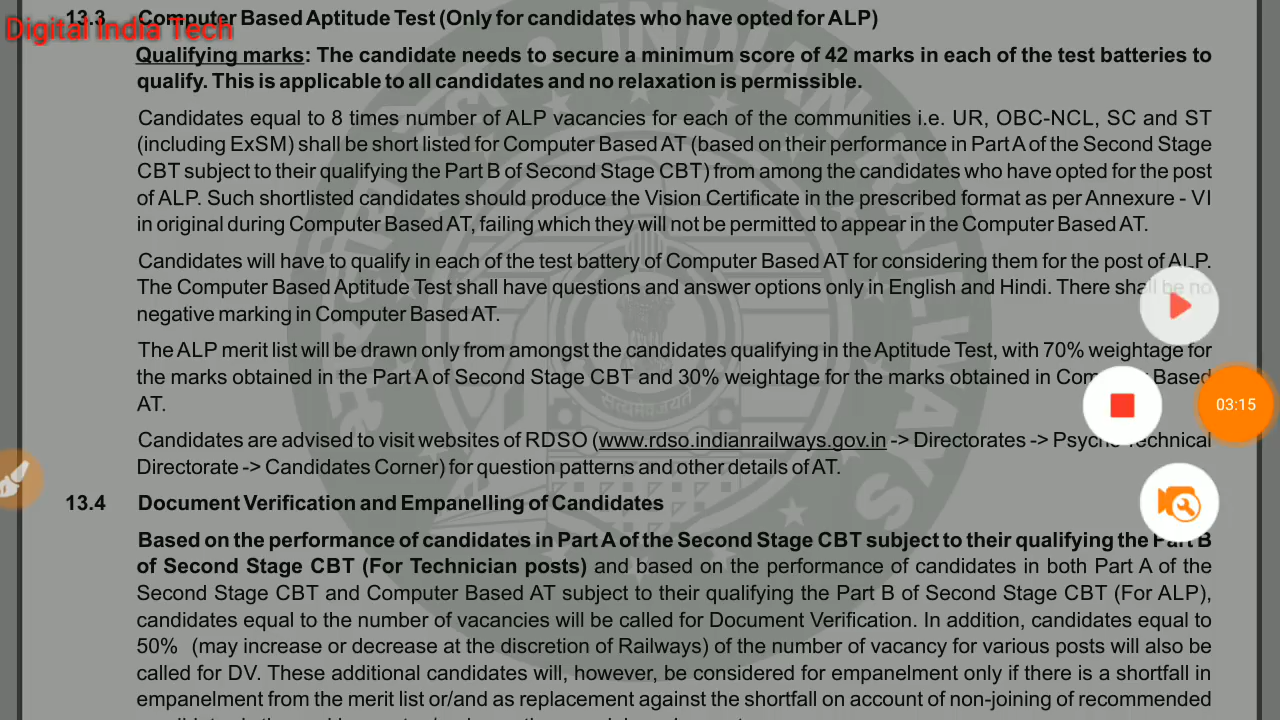 13.3 Computer Based Aptitude Test (Only for candidates who have opted for ALP)
Digital India Tech
Qualifying marks: The candidate needs to secure a minimum score of 42 marks in each of the test batteries to
qualify. This is applicable to all candidates and no relaxation is permissible.
Candidates equal to 8 times number of ALP vacancies for each of the communities i.e. UR, OBC-NCL, SC and ST
(including ExSM) shall be short listed for Computer Based AT (based on their performance in Part A of the Second Stage
CBT subject to their qualifying the Part B of Second Stage CBT) from among the candidates who have opted for the post
of ALP. Such shortlisted candidates should produce the Vision Certificate in the prescribed format as per Annexure - VI
in original during Computer Based AT, failing which they will not be permitted to appear in the Computer Based AT.
Candidates will have to qualify in each of the test battery of Computer Based AT for considering them for the post of ALP.
The Computer Based Aptitude Test shall have questions and answer options only in English and Hindi. There shall be no
negative marking in Computer Based AT.
The ALP merit list will be drawn only from amongst the candidates qualifying in the Aptitude Test, with 70% weightage for
the marks obtained in the Part A of Second Stage CBT and 30% weightage for the marks obtained in Computer Based
AT.
03:15
Candidates are advised to visit websites of RDSO (www.rdso.indianrailways.gov.in -> Directorates -> Psycho Technical
Directorate -> Candidates Corner) for question patterns and other details of AT.
13.4 Document Verification and Empanelling of Candidates
Based on the performance of candidates in Part A of the Second Stage CBT subject to their qualifying the Part B
of Second Stage CBT (For Technician posts) and based on the performance of candidates in both Part A of the
Second Stage CBT and Computer Based AT subject to their qualifying the Part B of Second Stage CBT (For ALP),
candidates equal to the number of vacancies will be called for Document Verification. In addition, candidates equal to
50% (may increase or decrease at the discretion of Railways) of the number of vacancy for various posts will also be
called for DV. These additional candidates will, however, be considered for empanelment only if there is a shortfall in
empanelment from the merit list or/and as replacement against the shortfall on account of non-joining of recommended
INDIAN RAILWAYS
सत्यमेव जयते